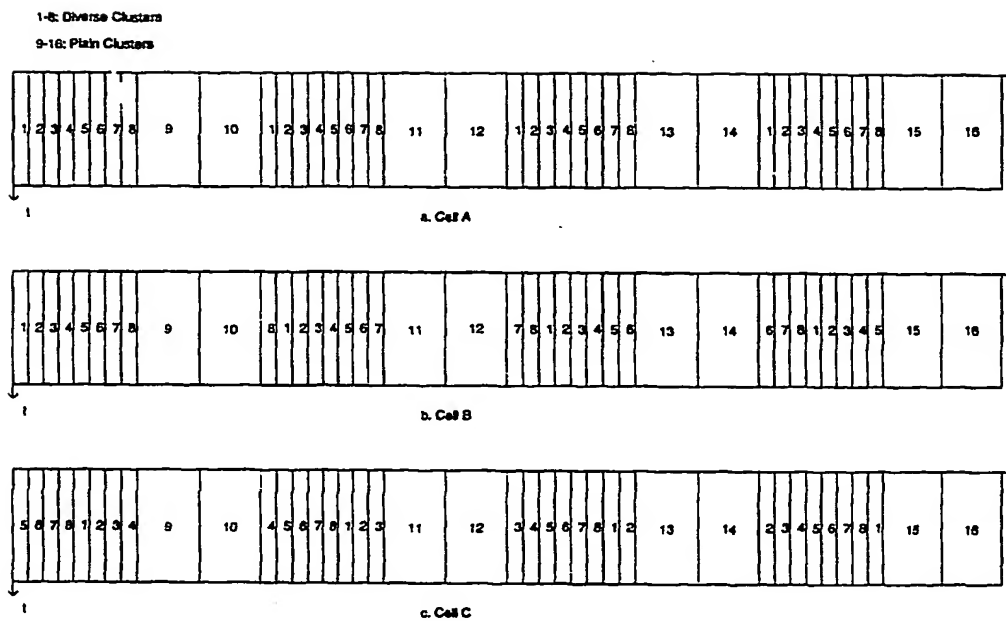 1-8: Diverse Clusters
9-16: Plain Clusters
1 2 3 4 5 6 7 8 9 10 1 2 3 4 5 6 7 8 11 12 1 2 3 4 5 6 7 8 13 14 1 2 3 4 5 6 7 8 15 16
t
a. Cell A
1 2 3 4 5 6 7 8 9 10 8 1 2 3 4 5 6 7 11 12 7 8 1 2 3 4 5 6 13 14 6 7 8 1 2 3 4 5 15 16
t
b. Cell B
5 6 7 8 1 2 3 4 9 10 4 5 6 7 8 1 2 3 11 12 3 4 5 6 7 8 1 2 13 14 2 3 4 5 6 7 8 1 15 16
t
c. Cell C